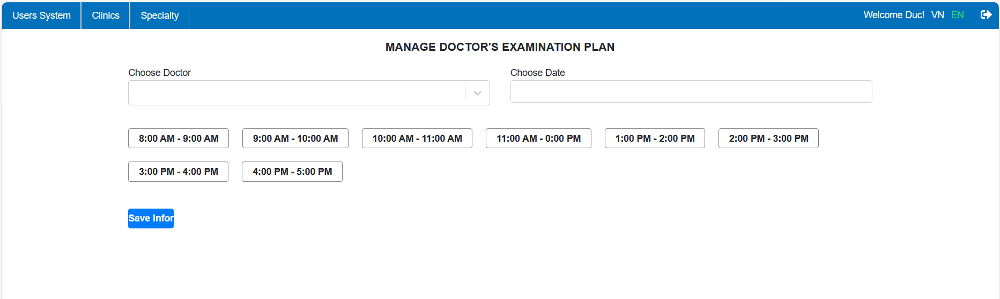 Users System Clinics Specialty Welcome Duc! VN EN
MANAGE DOCTOR'S EXAMINATION PLAN
Choose Doctor Choose Date
8:00 AM - 9:00 AM 9:00 AM - 10:00 AM 10:00 AM - 11:00 AM 11:00 AM - 0:00 PM 1:00 PM - 2:00 PM 2:00 PM - 3:00 PM
3:00 PM - 4:00 PM 4:00 PM - 5:00 PM
Save Infor